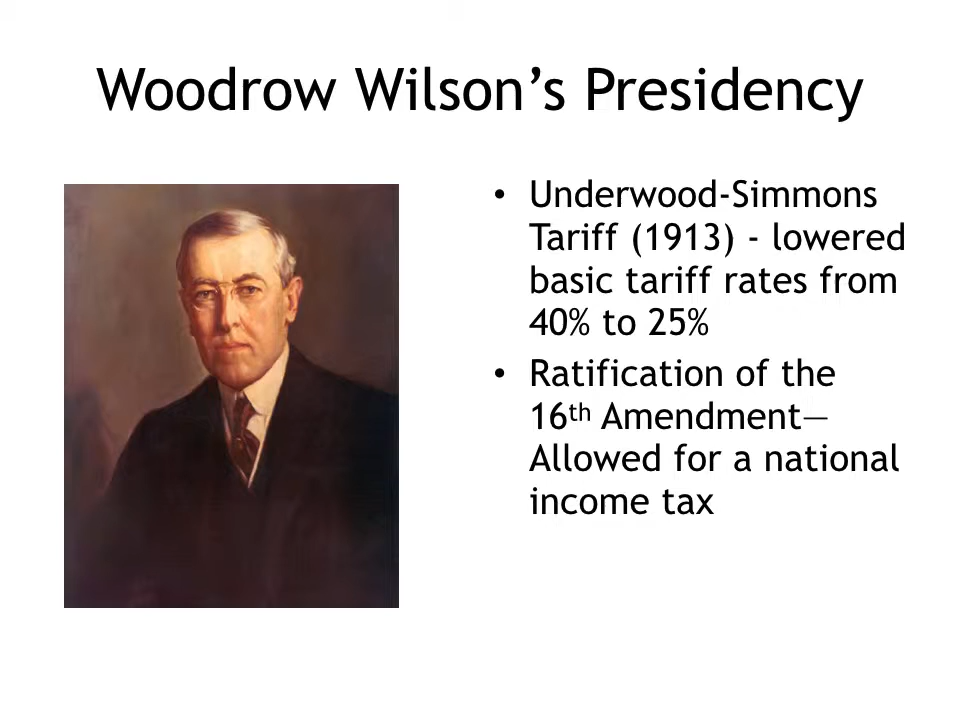 Woodrow Wilson’s Presidency
• Underwood-Simmons
Tariff (1913) - lowered
basic tariff rates from
40% to 25%
• Ratification of the
16th Amendment—
Allowed for a national
income tax